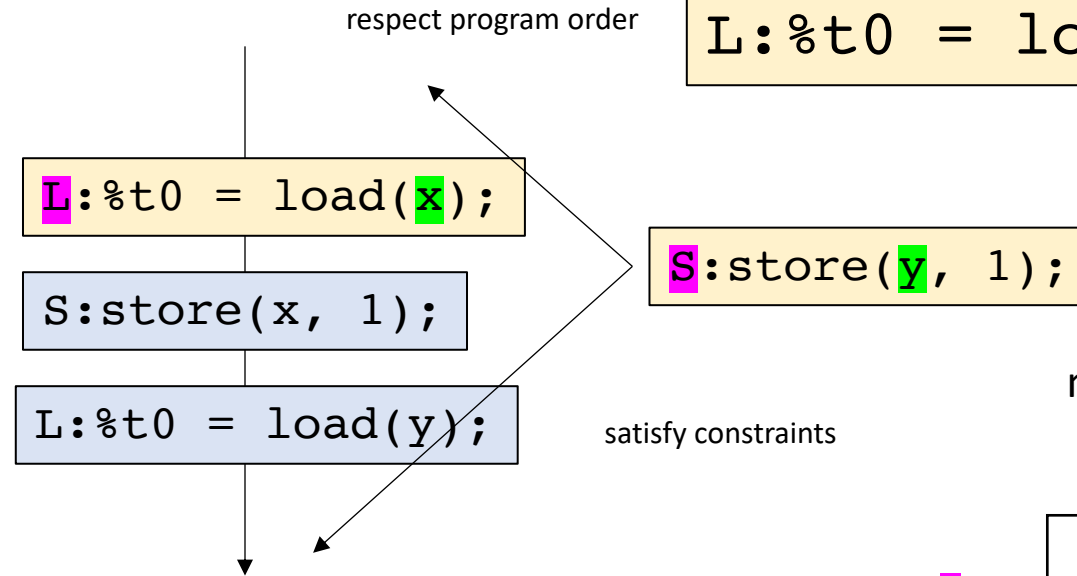 respect program order
L:%t0 = lo
L:%t0 = load(x);
S:store(y, 1);
S:store(x, 1);
L:%t0 = load(y);
satisfy constraints